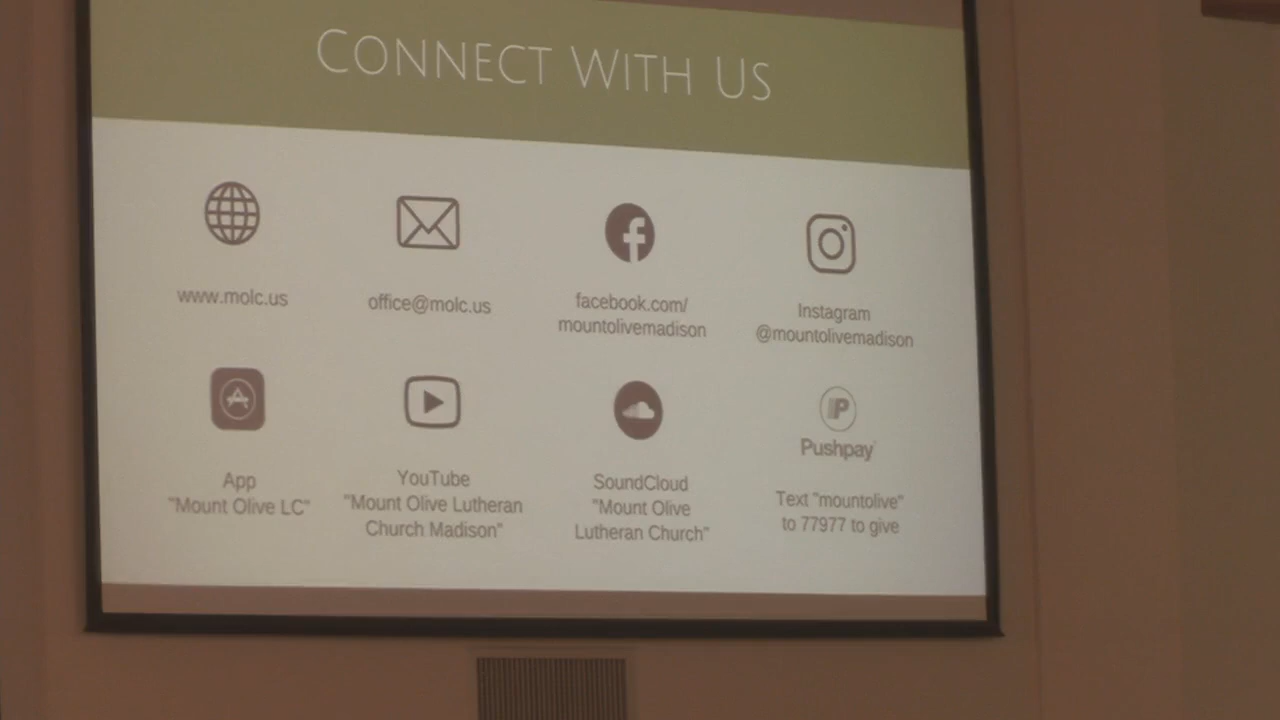 CONNECT WITH US
www.molc.us
office@molc.us
facebook.com/
mountolivemadison
Instagram
@mountolivemadison
App
"Mount Olive LC"
YouTube
"Mount Olive Lutheran
Church Madison"
SoundCloud
"Mount Olive
Lutheran Church"
Pushpay
Text "mountolive"
to 77977 to give